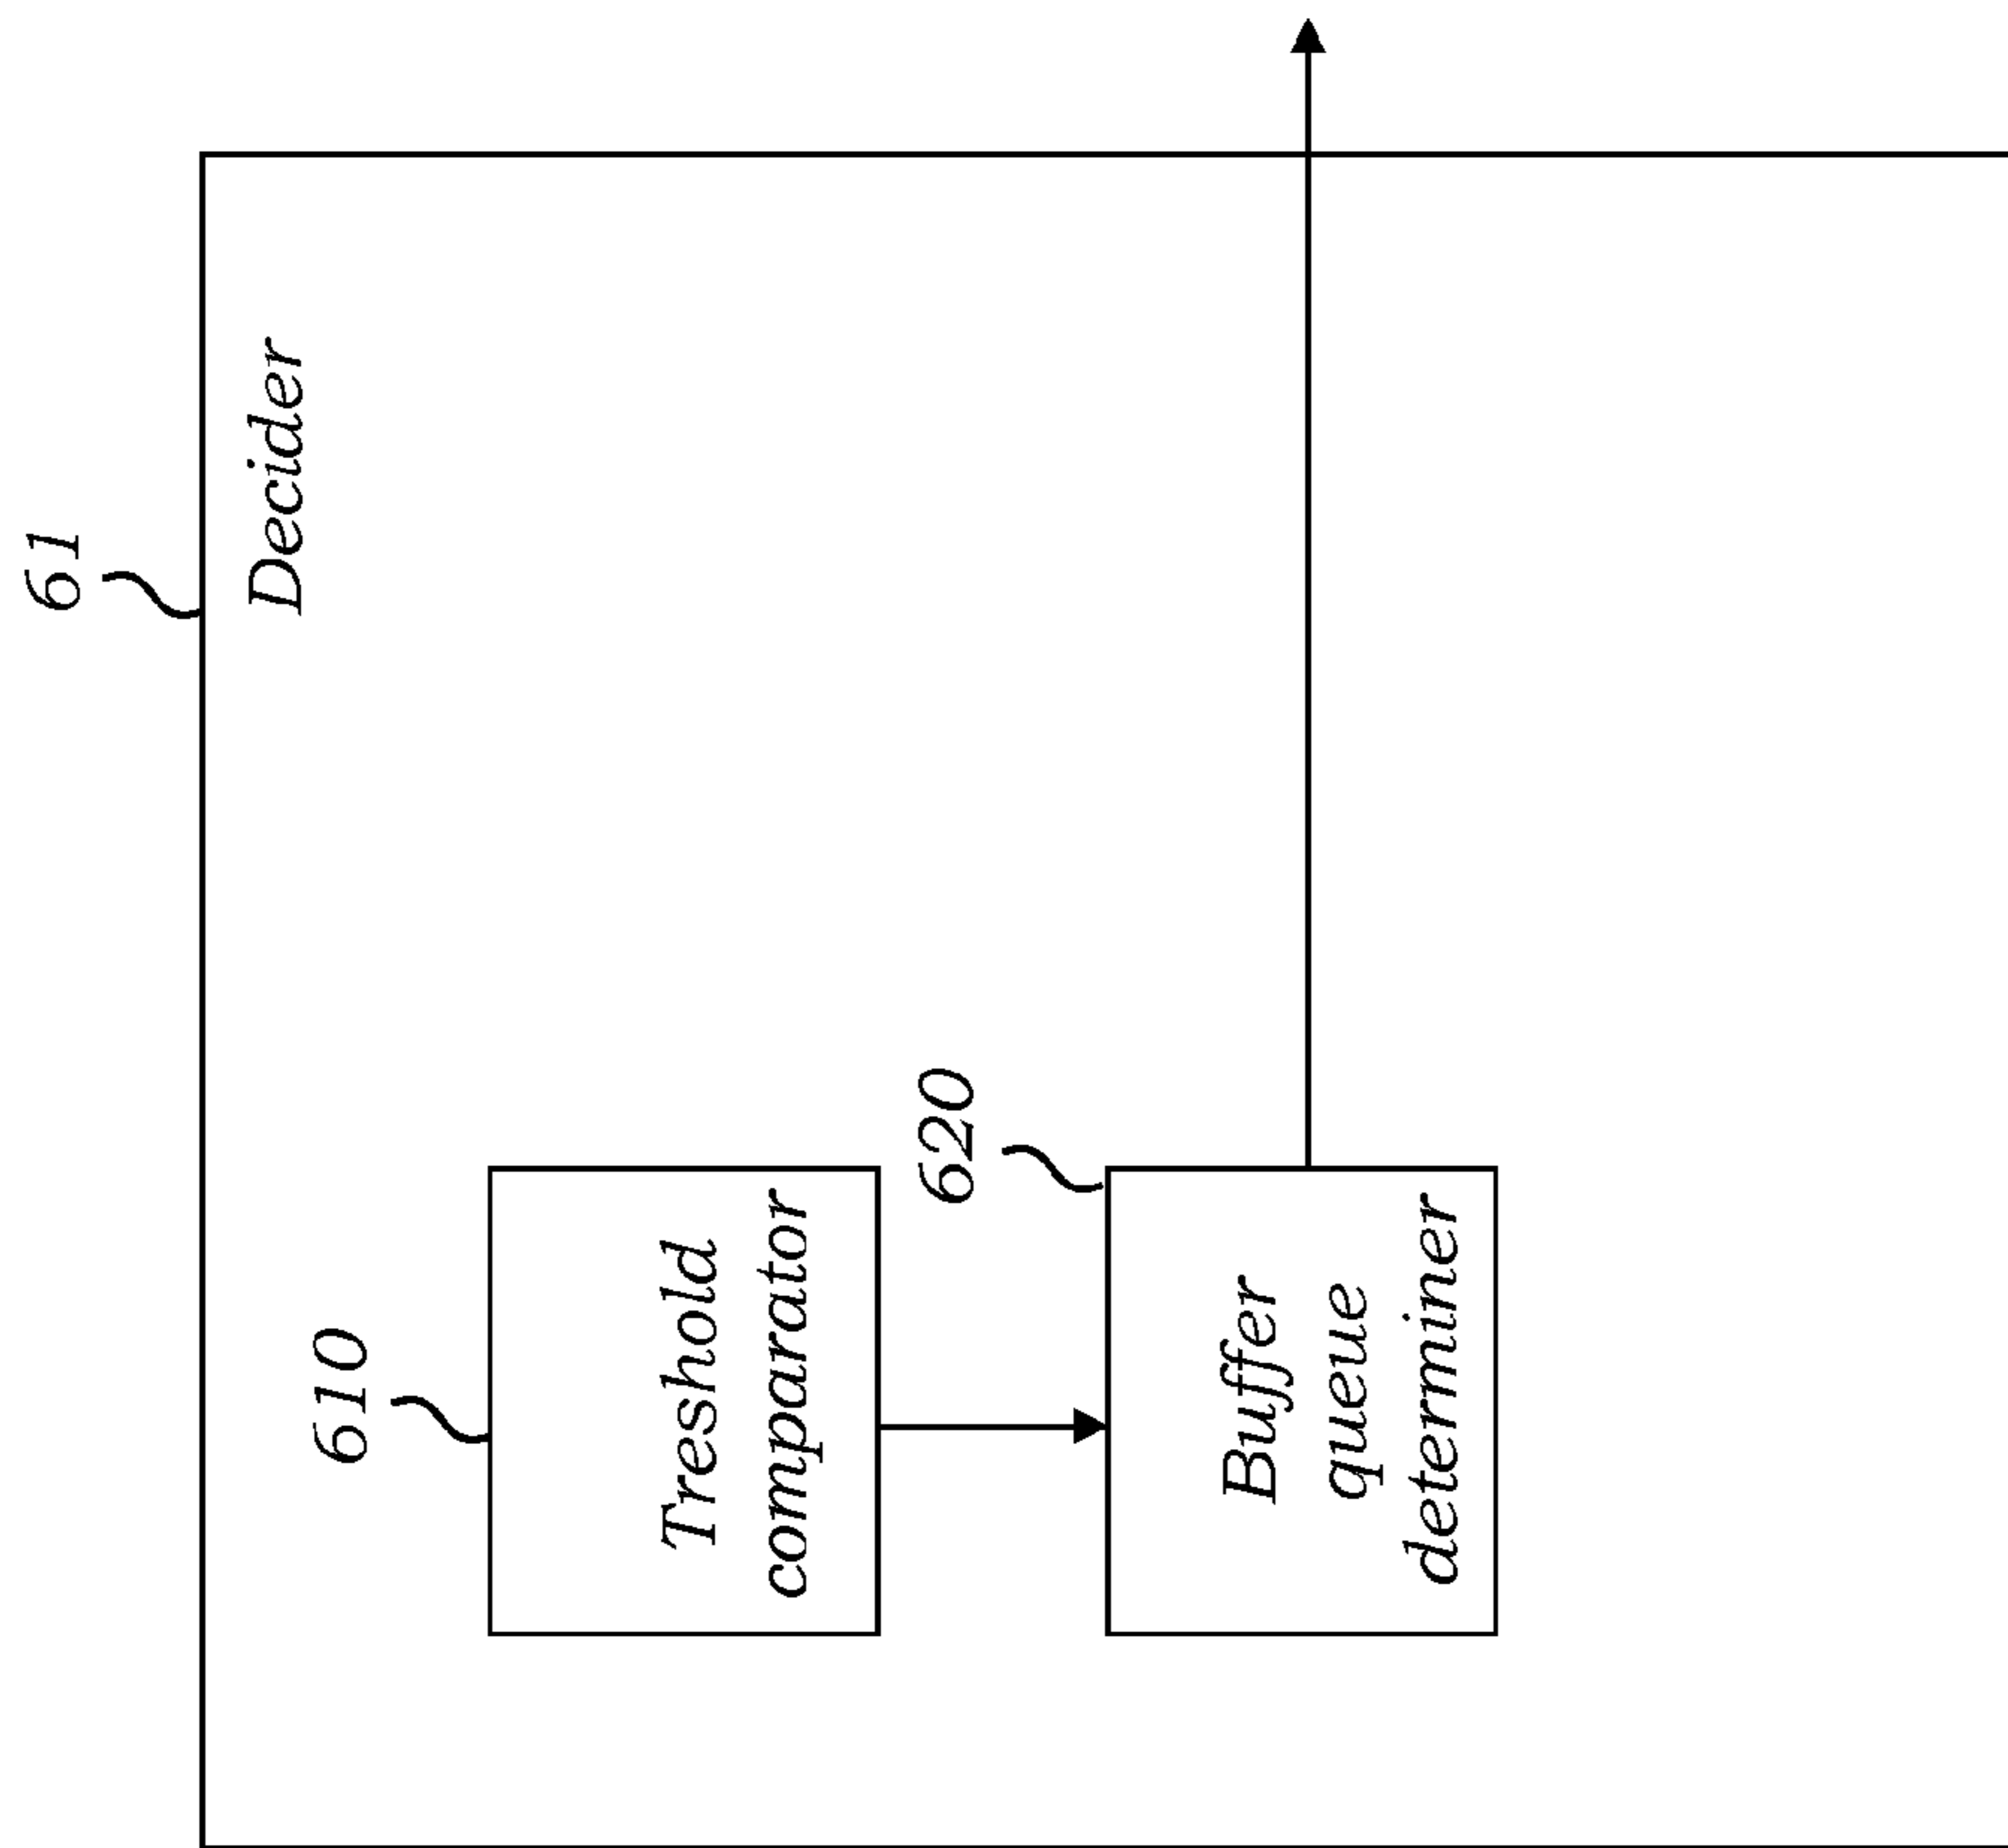 61
Decider
610
Treshold
comparator
620
Buffer
queue
determiner